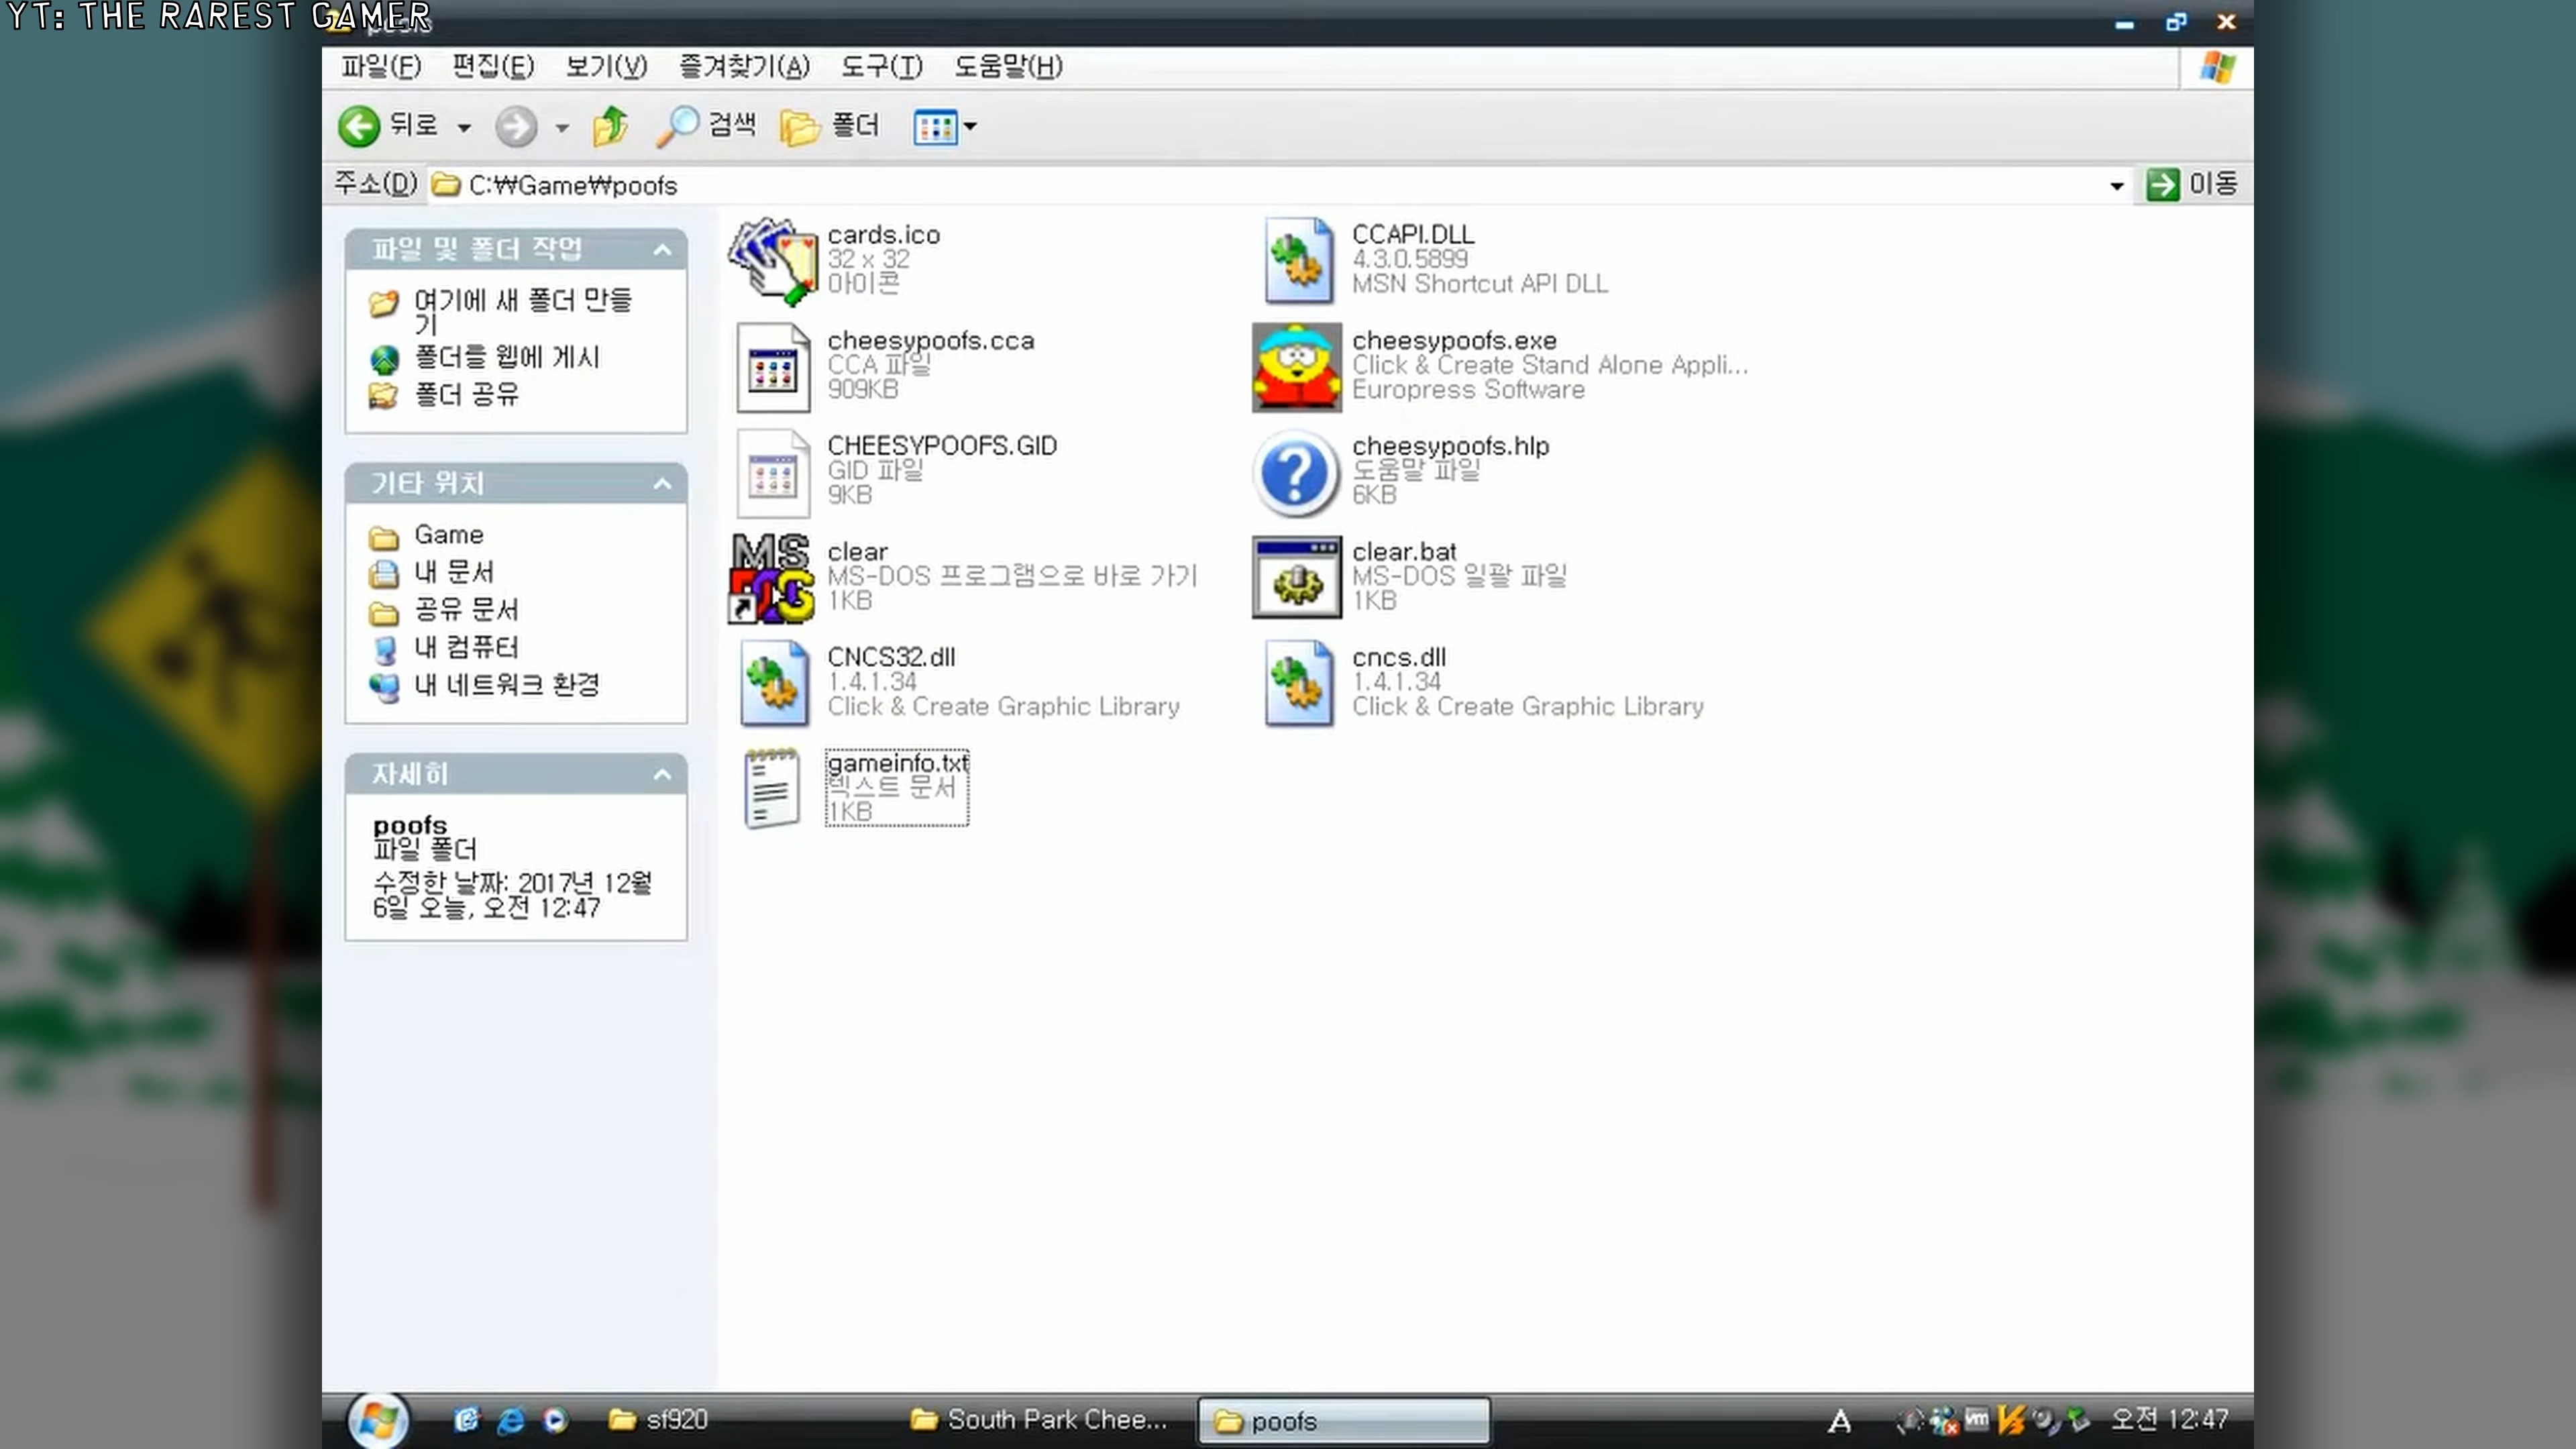 YT: THE RAREST GAMER
poofs
파일(F) 편집(E) 보기(V) 즐겨찾기(A) 도구(T) 도움말(H)
뒤로 검색 폴더
주소(D) C:₩Game₩poofs 이동
파일 및 폴더 작업
여기에 새 폴더 만들
기
폴더를 웹에 게시
폴더 공유
기타 위치
Game
내 문서
공유 문서
내 컴퓨터
내 네트워크 환경
자세히
poofs
파일 폴더
수정한 날짜: 2017년 12월
6일 오늘, 오전 12:47
cards.ico
32 x 32
아이콘
CCAPI.DLL
4.3.0.5899
MSN Shortcut API DLL
cheesypoofs.cca
CCA 파일
909KB
cheesypoofs.exe
Click & Create Stand Alone Appli...
Europress Software
CHEESYPOOFS.GID
GID 파일
9KB
cheesypoofs.hlp
도움말 파일
6KB
MS
DOS
clear
MS-DOS 프로그램으로 바로 가기
1KB
clear.bat
MS-DOS 일괄 파일
1KB
CNCS32.dll
1.4.1.34
Click & Create Graphic Library
cncs.dll
1.4.1.34
Click & Create Graphic Library
gameinfo.txt
텍스트 문서
1KB
sf920 South Park Chee... poofs A vm 오전 12:47